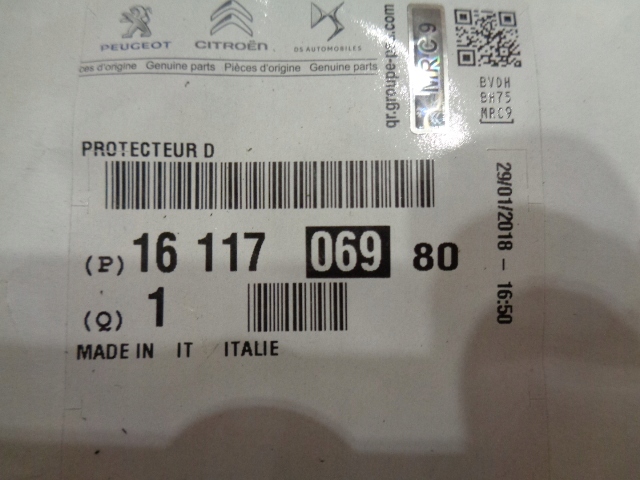 PEUGEOT CITROËN DS AUTOMOBILES
ces d'origine Genuine parts Pièces d'origine Genuine parts
qr.groupe-psa.com
MRC9
BVDH
BH75
MRC9
PROTECTEUR D
(P) 16 117 069 80
(Q) 1
MADE IN IT ITALIE
29/01/2018 - 16:50